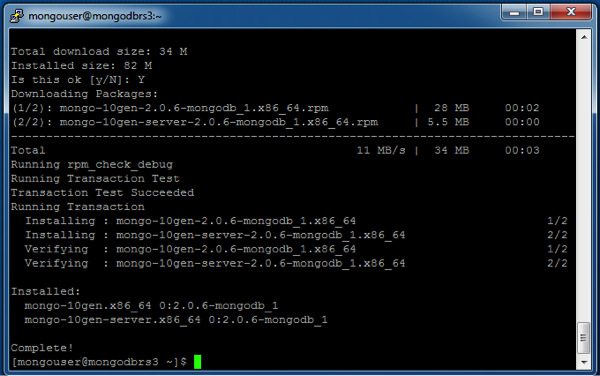 mongouser@mongodbrs3:~
Total download size: 34 M
Installed size: 82 M
Is this ok [y/N]: Y
Downloading Packages:
(1/2): mongo-10gen-2.0.6-mongodb_1.x86_64.rpm | 28 MB 00:02
(2/2): mongo-10gen-server-2.0.6-mongodb_1.x86_64.rpm | 5.5 MB 00:00
--------------------------------------------------------------------------------
Total 11 MB/s | 34 MB 00:03
Running rpm_check_debug
Running Transaction Test
Transaction Test Succeeded
Running Transaction
Installing : mongo-10gen-2.0.6-mongodb_1.x86_64 1/2
Installing : mongo-10gen-server-2.0.6-mongodb_1.x86_64 2/2
Verifying : mongo-10gen-2.0.6-mongodb_1.x86_64 1/2
Verifying : mongo-10gen-server-2.0.6-mongodb_1.x86_64 2/2
Installed:
mongo-10gen.x86_64 0:2.0.6-mongodb_1
mongo-10gen-server.x86_64 0:2.0.6-mongodb_1
Complete!
[mongouser@mongodbrs3 ~]$